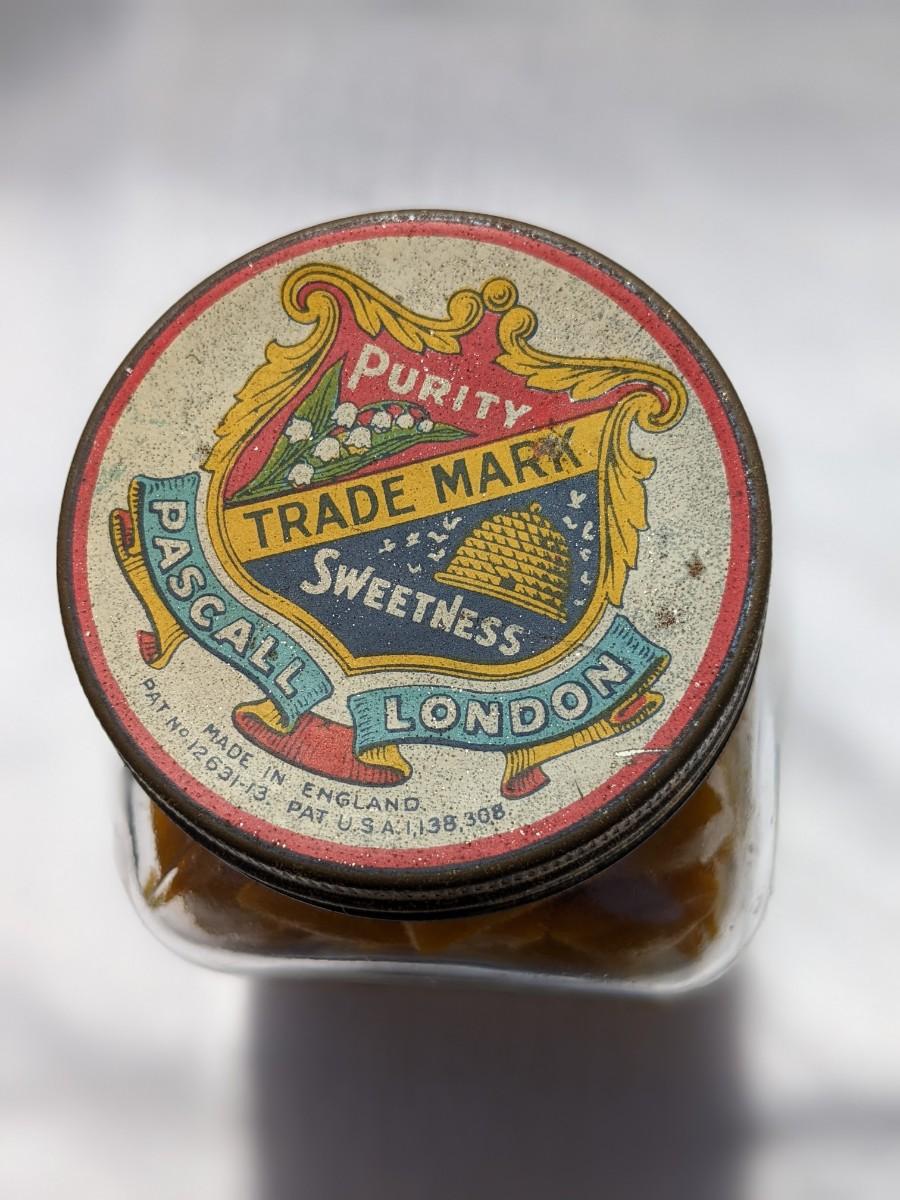 PURITY
TRADE MARK
SWEETNESS
PASCALL
LONDON
MADE IN ENGLAND.
PAT. No. 12631-13. PAT U.S.A. 1,138,308.